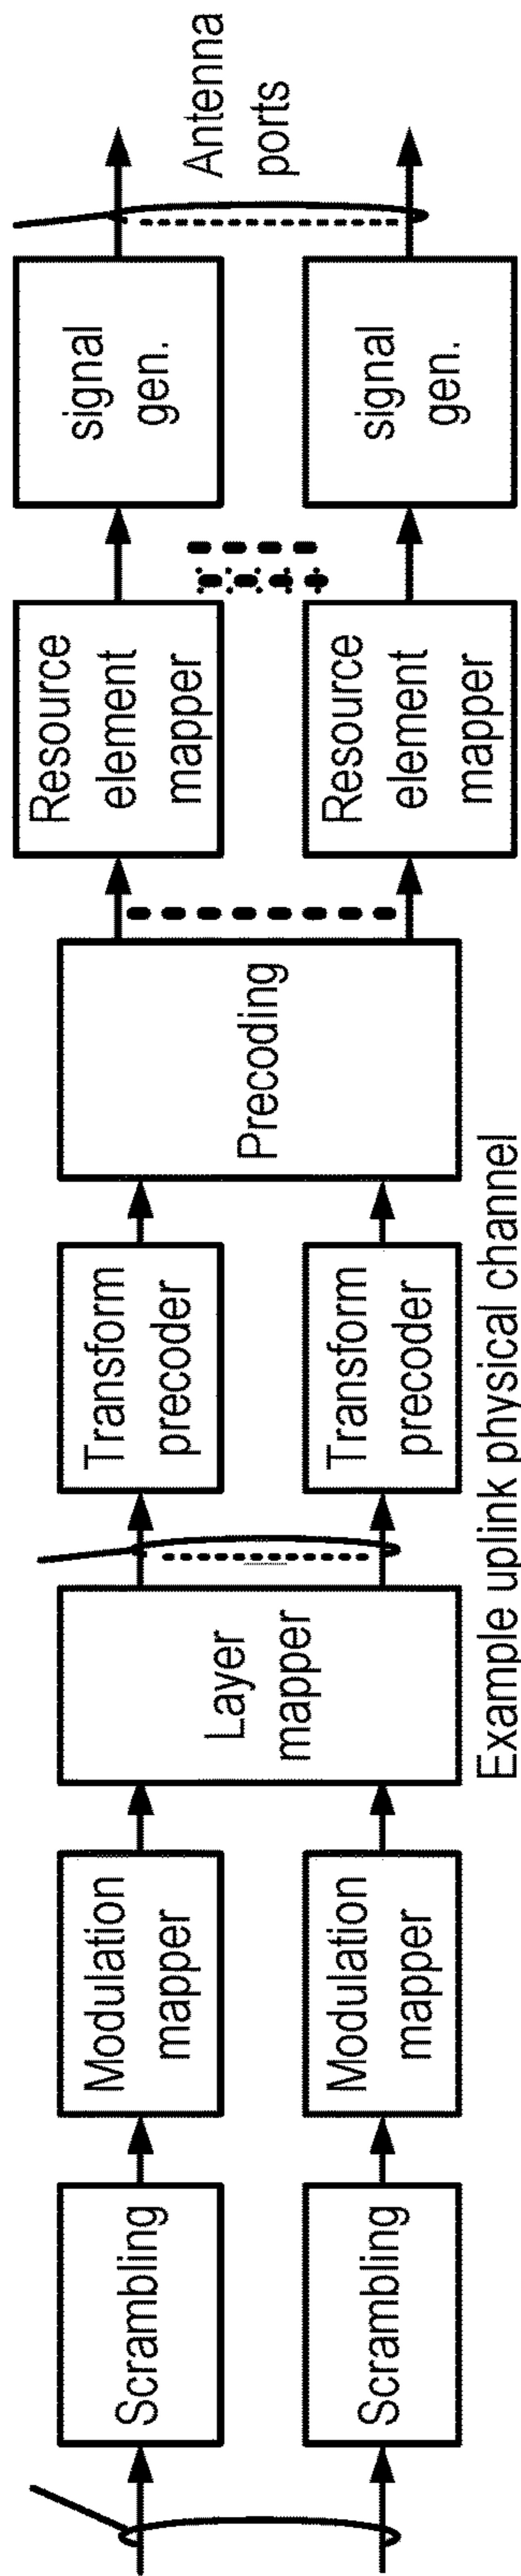 Scrambling
Scrambling
Modulation
mapper
Modulation
mapper
Layer
mapper
Transform
precoder
Transform
precoder
Precoding
Resource
element
mapper
Resource
element
mapper
signal
gen.
signal
gen.
Antenna
ports
Example uplink physical channel